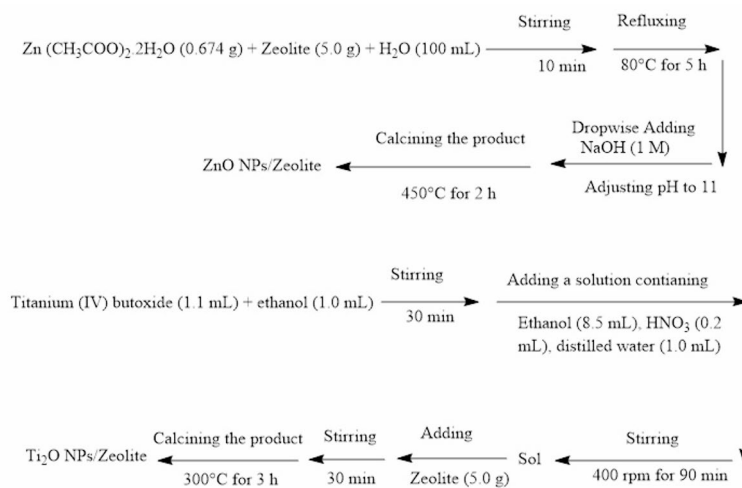 Stirring
Refluxing
Zn (CH₃COO)₂.2H₂O (0.674 g) + Zeolite (5.0 g) + H₂O (100 mL)
10 min
80°C for 5 h
Calcining the product
Dropwise Adding
NaOH (1 M)
ZnO NPs/Zeolite
450°C for 2 h
Adjusting pH to 11
Stirring
Adding a solution contianing
Titanium (IV) butoxide (1.1 mL) + ethanol (1.0 mL)
30 min
Ethanol (8.5 mL), HNO₃ (0.2
mL), distilled water (1.0 mL)
Calcining the product
Stirring
Adding
Stirring
Ti₂O NPs/Zeolite
Sol
300°C for 3 h
30 min
Zeolite (5.0 g)
400 rpm for 90 min